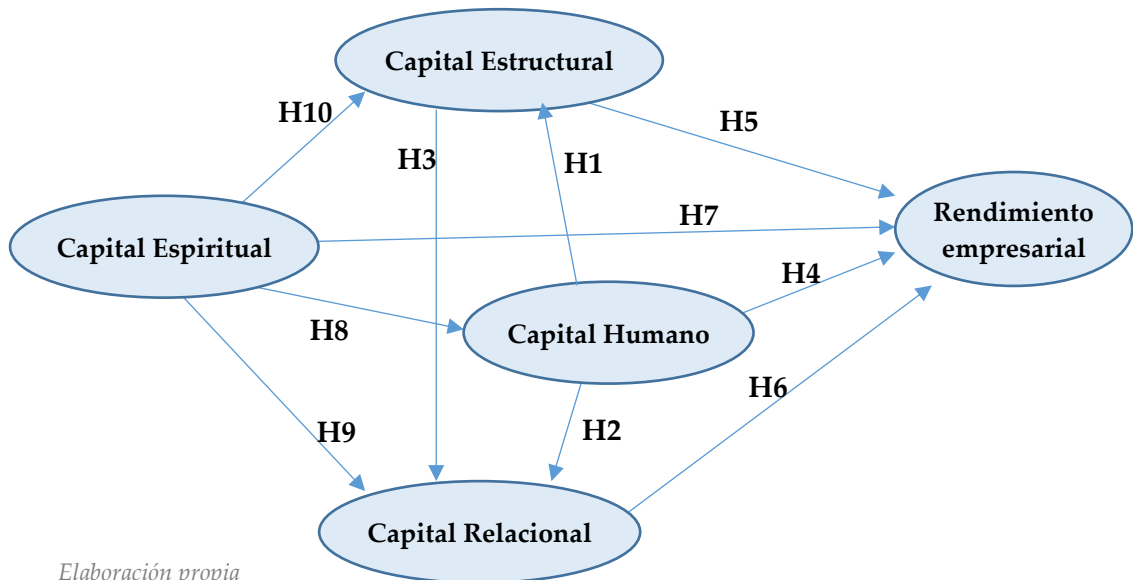 Capital Estructural
H10
H5
H3
H1
Rendimiento
empresarial
H7
Capital Espiritual
H4
H8
Capital Humano
H6
H9
H2
Capital Relacional
Elaboración propia